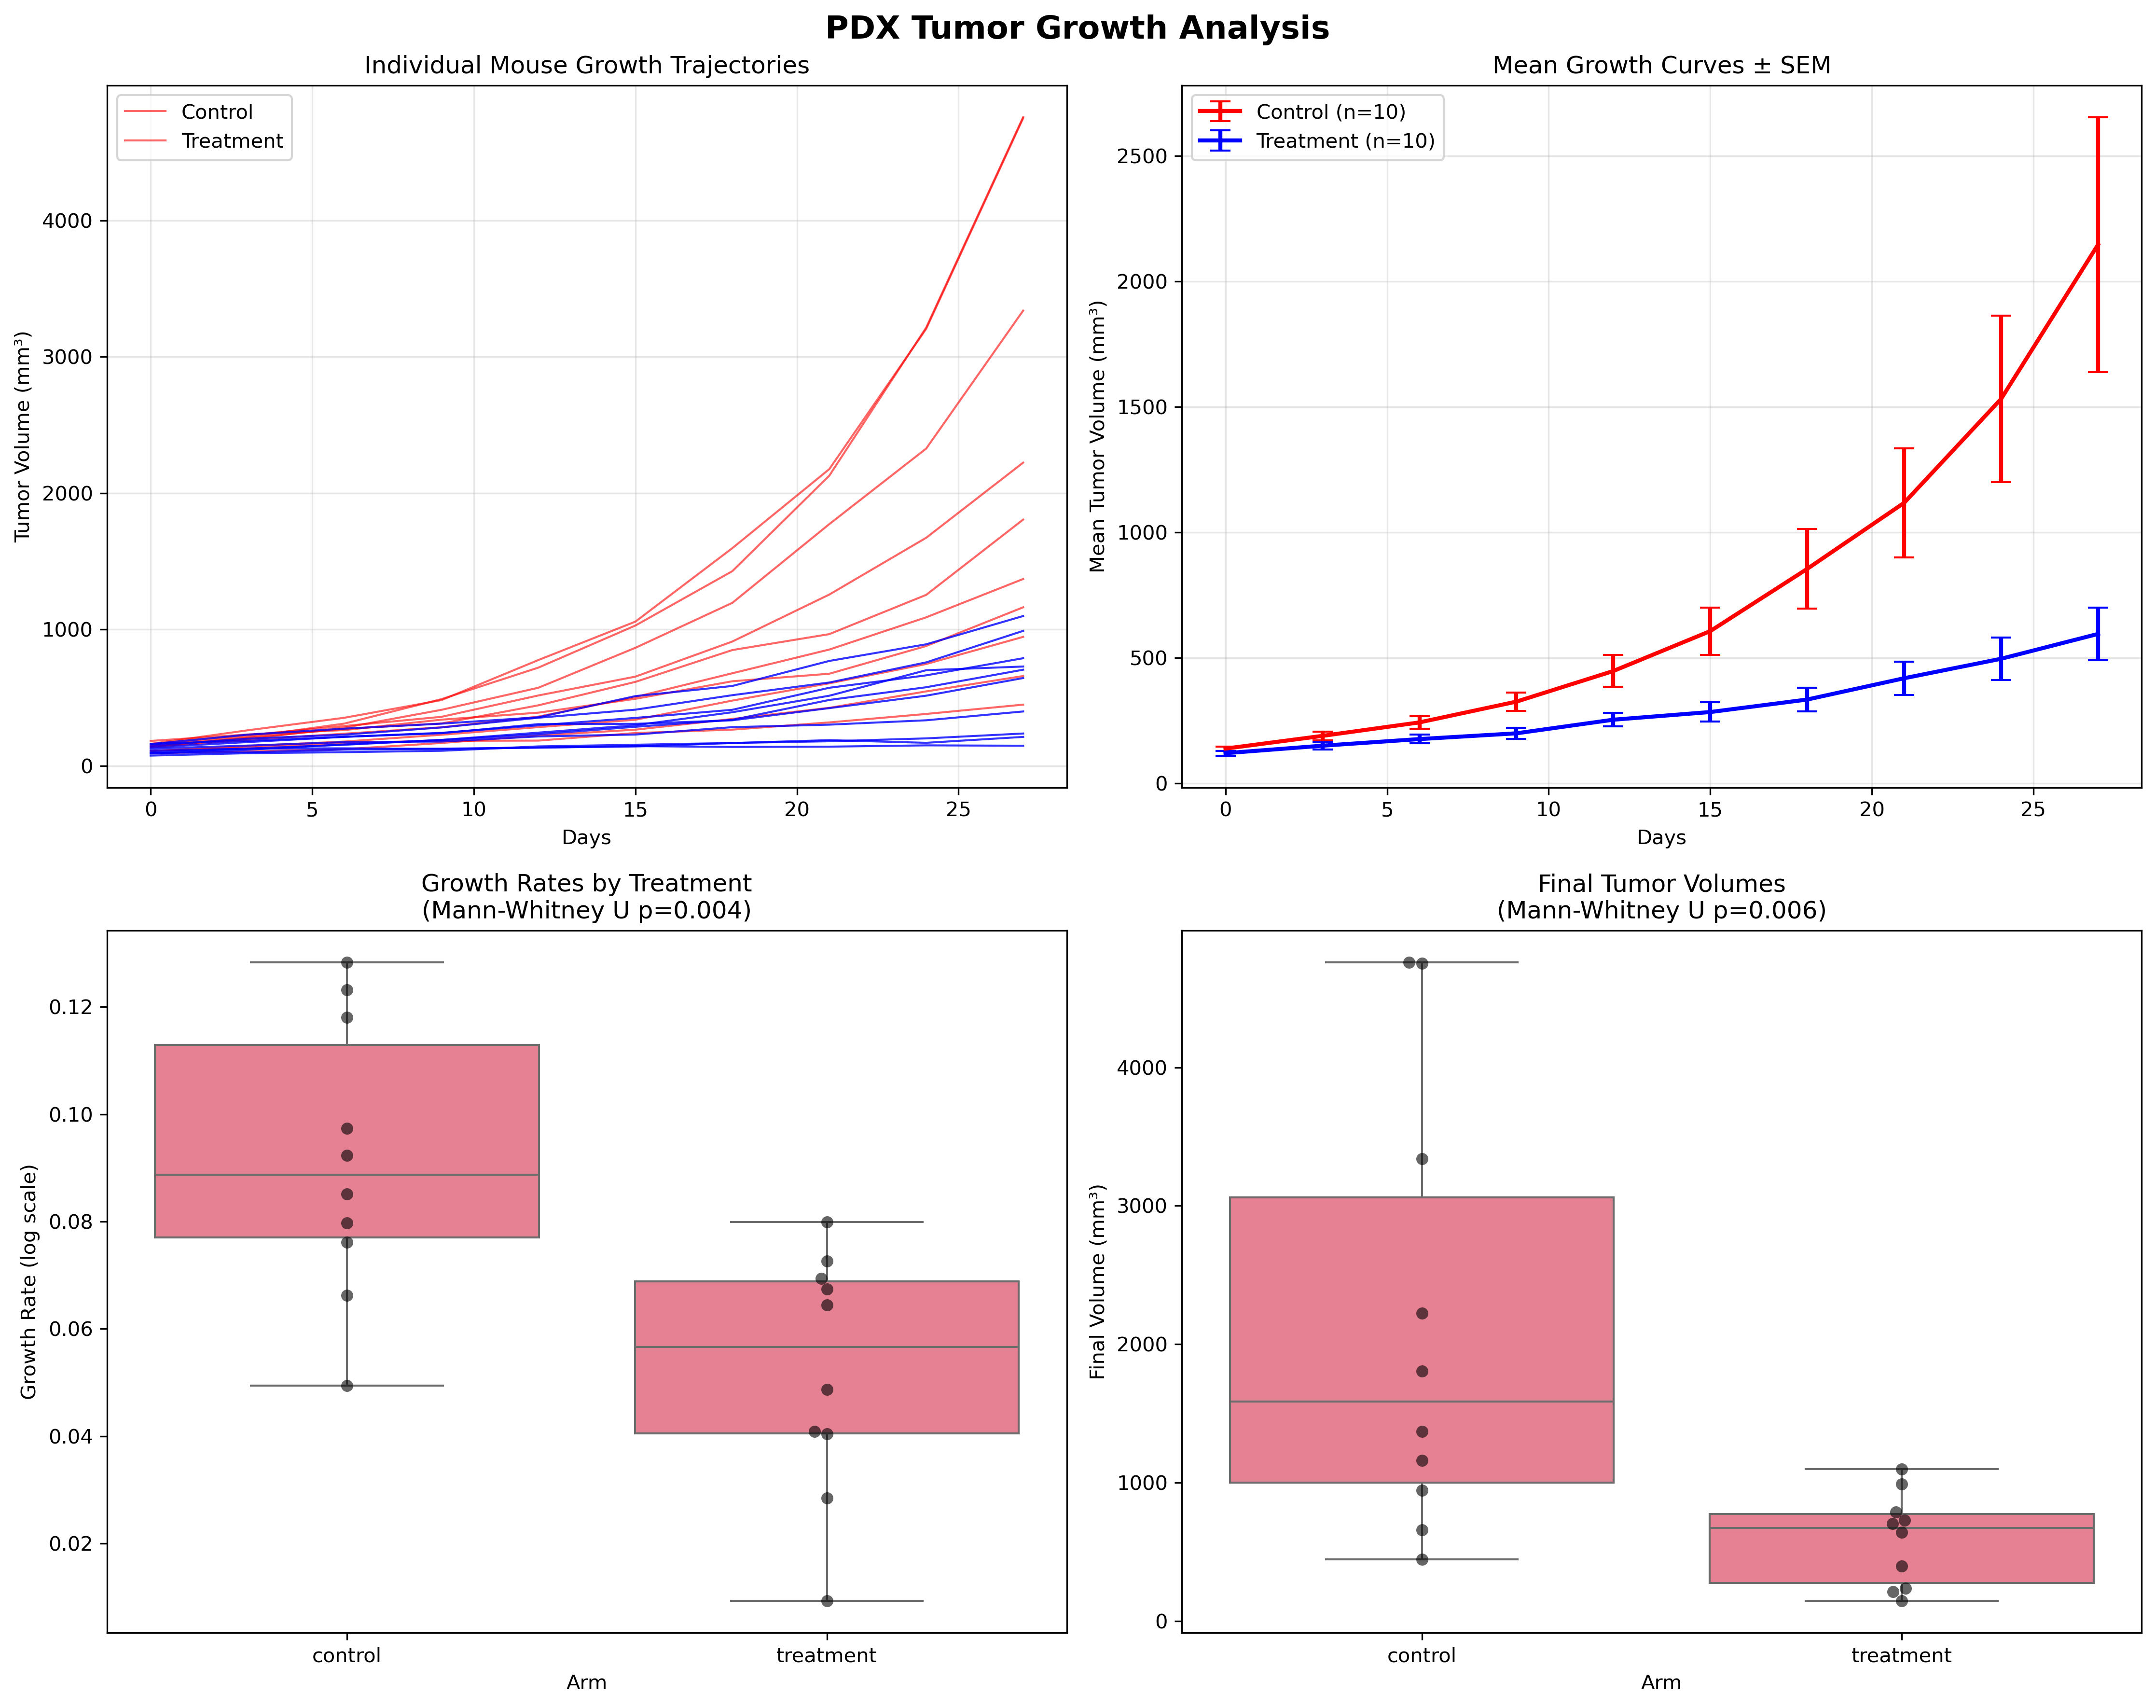 PDX Tumor Growth Analysis
Individual Mouse Growth Trajectories
Control
Treatment
4000
3000
2000
1000
0
Tumor Volume (mm³)
0 5 10 15 20 25
Days
Mean Growth Curves ± SEM
Control (n=10)
Treatment (n=10)
2500
2000
1500
1000
500
0
Mean Tumor Volume (mm³)
0 5 10 15 20 25
Days
Growth Rates by Treatment
(Mann-Whitney U p=0.004)
0.12
0.10
0.08
0.06
0.04
0.02
Growth Rate (log scale)
control treatment
Arm
Final Tumor Volumes
(Mann-Whitney U p=0.006)
4000
3000
2000
1000
0
Final Volume (mm³)
control treatment
Arm